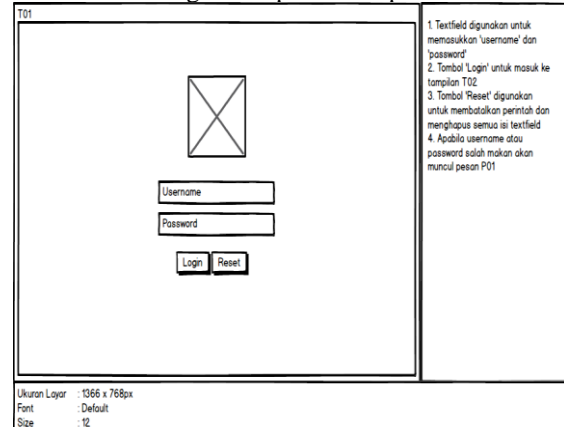 T01
1. Textfield digunakan untuk
memasukkan 'username' dan
'password'
2. Tombol 'Login' untuk masuk ke
tampilan T02
3. Tombol 'Reset' digunakan
untuk membatalkan perintah dan
menghapus semua isi textfield
4. Apabila username atau
password salah makan akan
muncul pesan P01
Username
Password
Login Reset
Ukuran Layar : 1366 x 768px
Font : Default
Size : 12